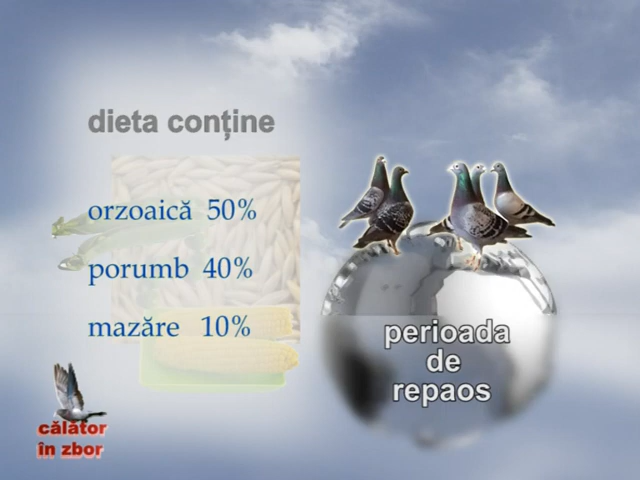 dieta conține
orzoaică 50%
porumb 40%
mazăre 10%
perioada
de
repaos
călător
în zbor